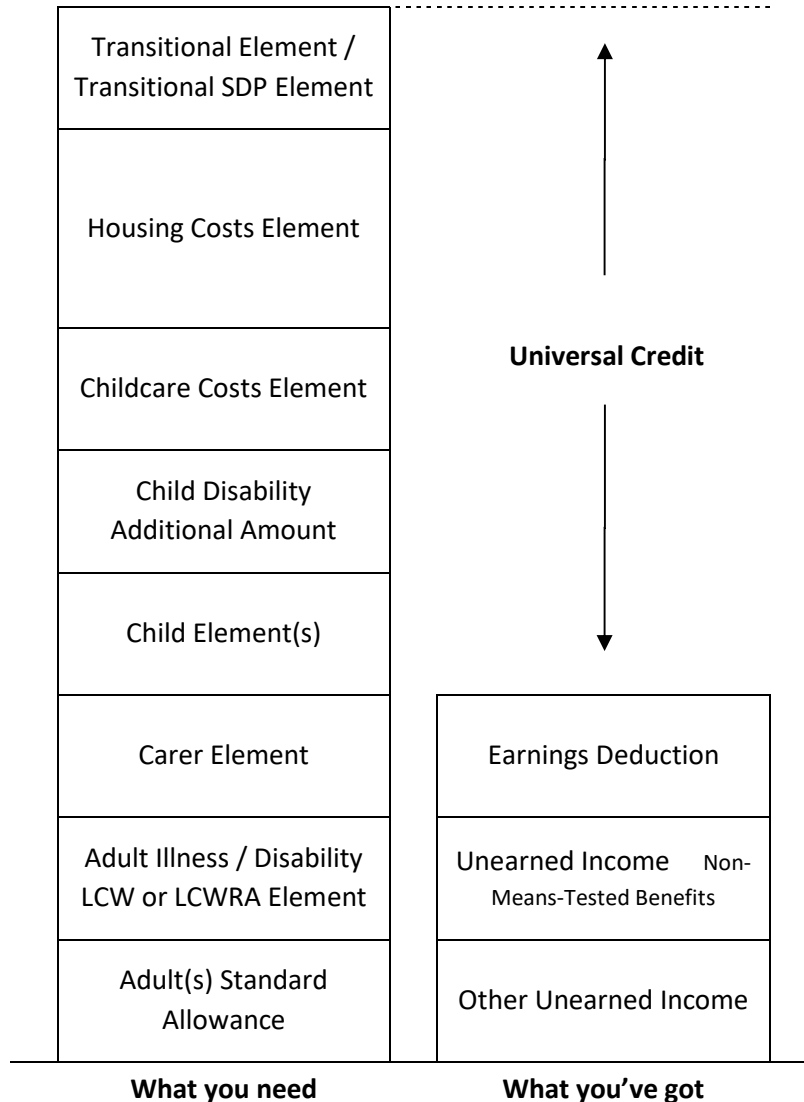 Transitional Element /
Transitional SDP Element
Housing Costs Element
Universal Credit
Childcare Costs Element
Child Disability
Additional Amount
Child Element(s)
Carer Element
Earnings Deduction
Adult Illness / Disability
LCW or LCWRA Element
Unearned Income Non-
Means-Tested Benefits
Adult(s) Standard
Allowance
Other Unearned Income
What you need
What you’ve got